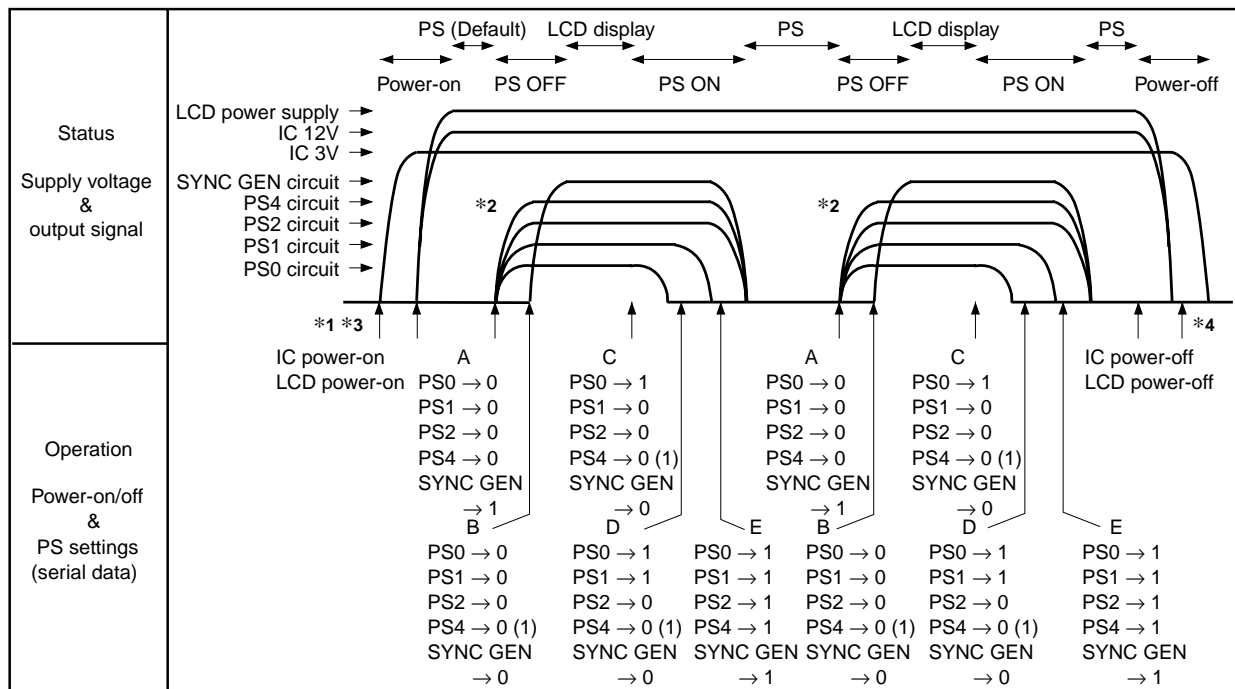 PS (Default) LCD display PS LCD display PS
Power-on PS OFF PS ON PS OFF PS ON Power-off
Status
Supply voltage
&
output signal
LCD power supply
IC 12V
IC 3V
SYNC GEN circuit
PS4 circuit
PS2 circuit
PS1 circuit
PS0 circuit
*2 *2
*1 *3 *4
Operation
Power-on/off
&
PS settings
(serial data)
IC power-on
LCD power-on
A
PS0 → 0
PS1 → 0
PS2 → 0
PS4 → 0
SYNC GEN
→ 1
C
PS0 → 1
PS1 → 0
PS2 → 0
PS4 → 0 (1)
SYNC GEN
→ 0
A
PS0 → 0
PS1 → 0
PS2 → 0
PS4 → 0
SYNC GEN
→ 1
C
PS0 → 1
PS1 → 0
PS2 → 0
PS4 → 0 (1)
SYNC GEN
→ 0
IC power-off
LCD power-off
B
PS0 → 0
PS1 → 0
PS2 → 0
PS4 → 0 (1)
SYNC GEN
→ 0
D
PS0 → 1
PS1 → 1
PS2 → 0
PS4 → 0 (1)
SYNC GEN
→ 0
E
PS0 → 1
PS1 → 1
PS2 → 1
PS4 → 1
SYNC GEN
→ 1
B
PS0 → 0
PS1 → 0
PS2 → 0
PS4 → 0 (1)
SYNC GEN
→ 0
D
PS0 → 1
PS1 → 1
PS2 → 0
PS4 → 0 (1)
SYNC GEN
→ 0
E
PS0 → 1
PS1 → 1
PS2 → 1
PS4 → 1
SYNC GEN
→ 1